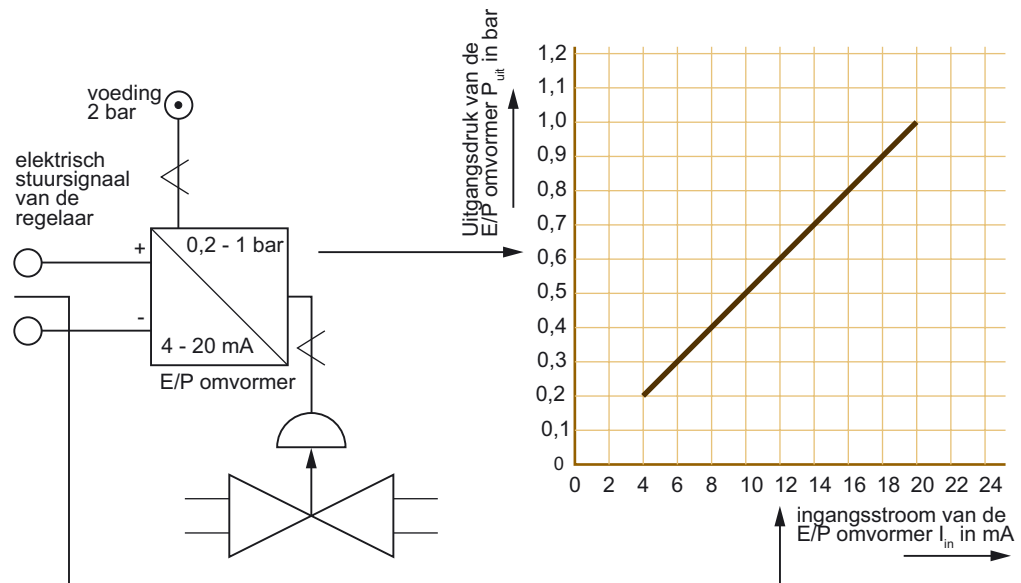 voeding
2 bar
elektrisch
stuursignaal
van de
regelaar
+
0,2 - 1 bar
-
4 - 20 mA
E/P omvormer
Uitgangsdruk van de
E/P omvormer P_uit in bar
1,2
1,1
1,0
0,9
0,8
0,7
0,6
0,5
0,4
0,3
0,2
0,1
0
0 2 4 6 8 10 12 14 16 18 20 22 24
ingangsstroom van de
E/P omvormer I_in in mA